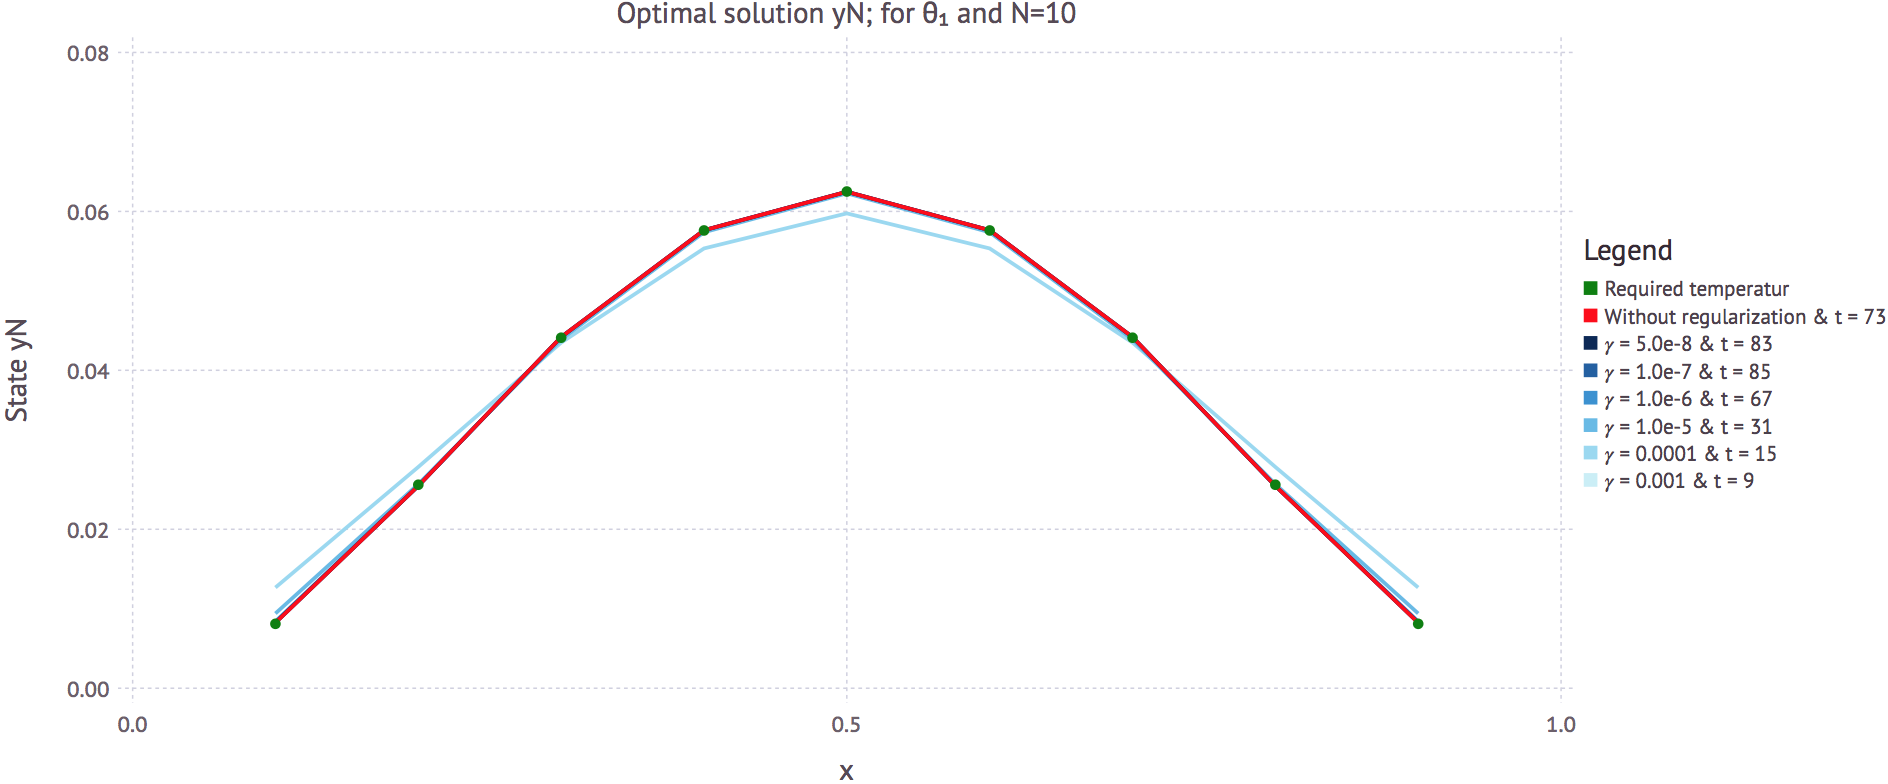 Optimal solution yN; for θ₁ and N=10
0.08
0.06
0.04
0.02
0.00
State yN
0.0
0.5
1.0
x
Legend
Required temperatur
Without regularization & t = 73
γ = 5.0e-8 & t = 83
γ = 1.0e-7 & t = 85
γ = 1.0e-6 & t = 67
γ = 1.0e-5 & t = 31
γ = 0.0001 & t = 15
γ = 0.001 & t = 9